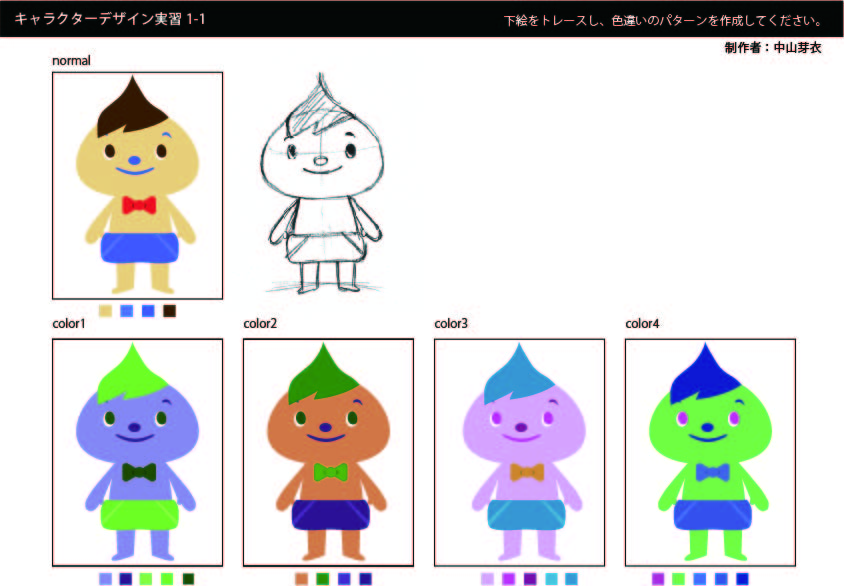 キャラクターデザイン実習 1-1
下絵をトレースし、色違いのパターンを作成してください。
制作者：中山芽衣
normal
color1
color2
color3
color4